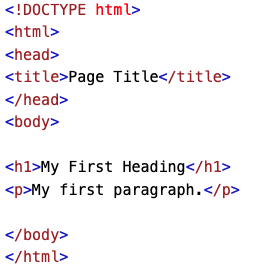 <!DOCTYPE html>
<html>
<head>
<title>Page Title</title>
</head>
<body>

<h1>My First Heading</h1>
<p>My first paragraph.</p>

</body>
</html>